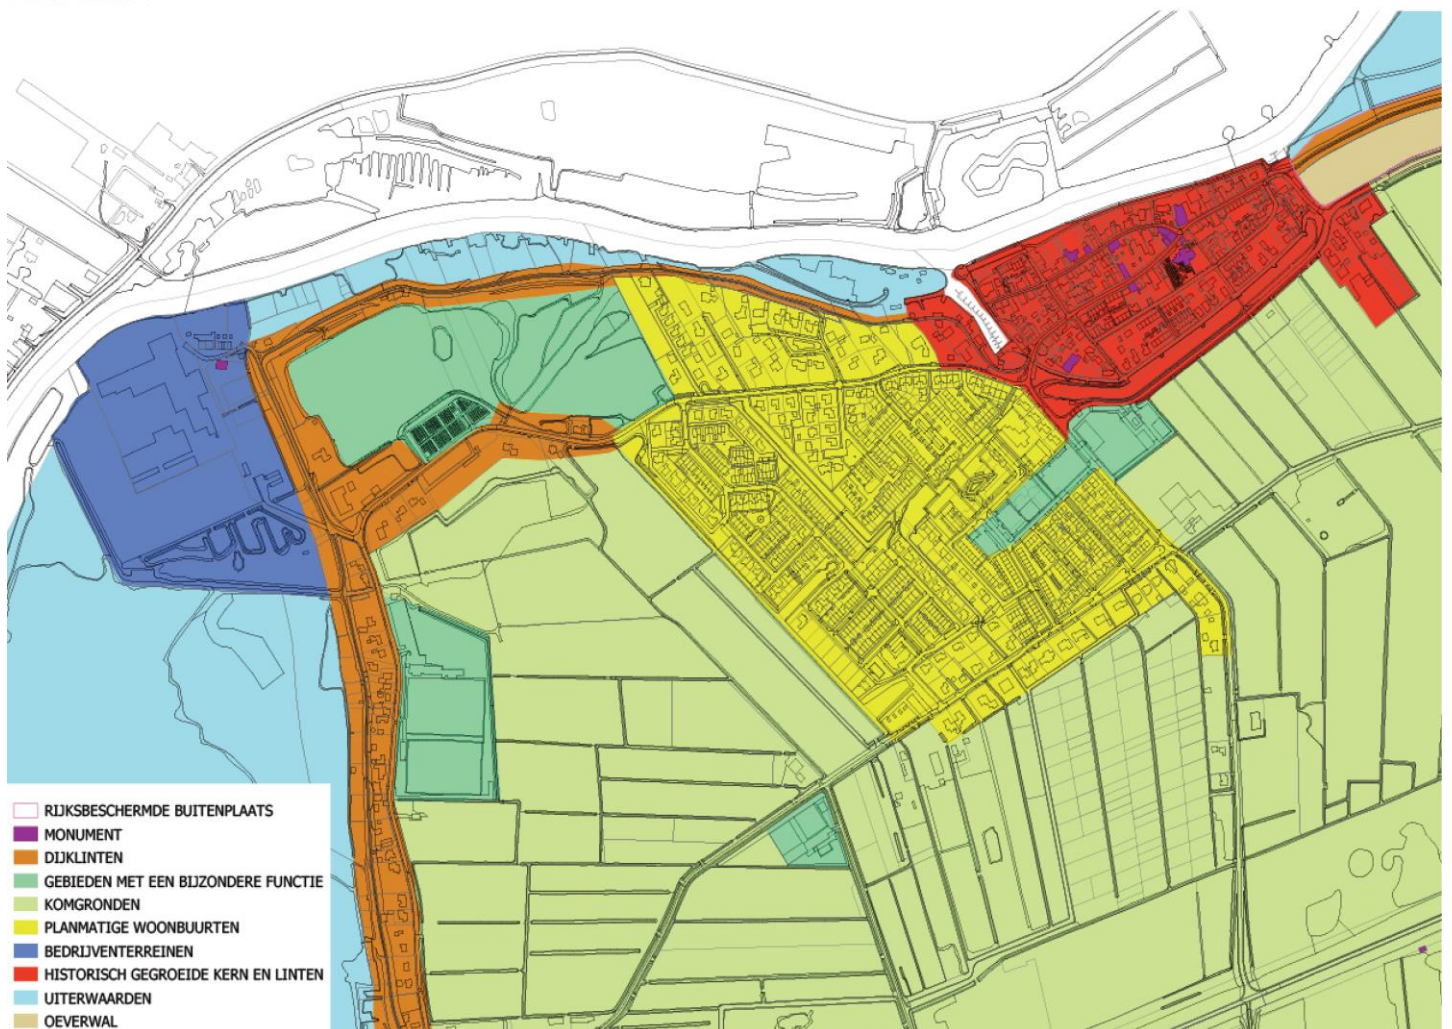 RIJKSBESCHERMDE BUITENPLAATS
MONUMENT
DIJKLINTEN
GEBIEDEN MET EEN BIJZONDERE FUNCTIE
KOMGRONDEN
PLANMATIGE WOONBUURTEN
BEDRIJVENTERREINEN
HISTORISCH GEGROEIDE KERN EN LINTEN
UITERWAARDEN
OEVERWAL